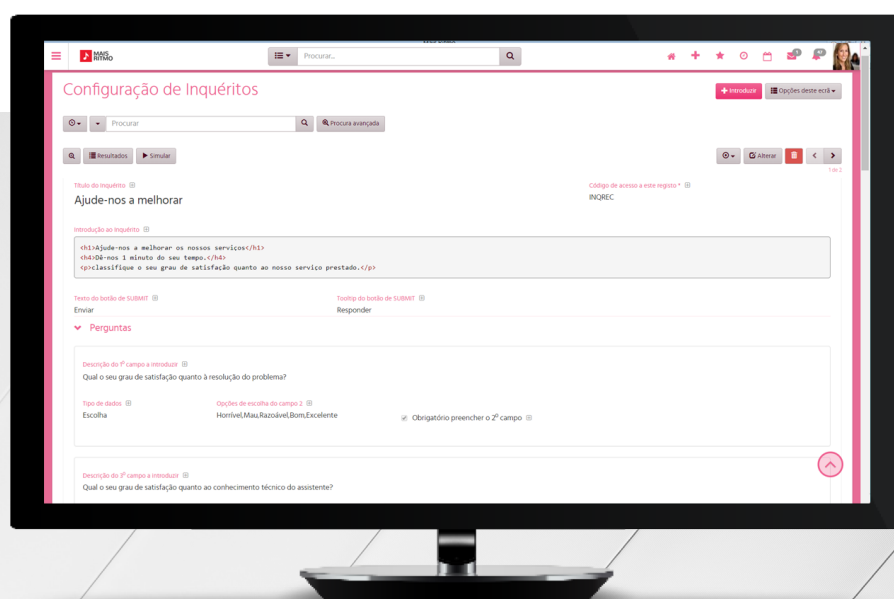 MAIS
RITMO
Procurar...
Configuração de Inquéritos
Introduzir
Opções deste ecrã
Procurar
Procura avançada
Resultados
Simular
Alterar
1 de 2
Título do inquérito
Código de acesso a este registo *
Ajude-nos a melhorar
INQREC
Introdução ao inquérito
<h1>Ajude-nos a melhorar os nossos serviços</h1>
<h4>Dê-nos 1 minuto do seu tempo.</h4>
<p>classifique o seu grau de satisfação quanto ao nosso serviço prestado.</p>
Texto do botão de SUBMIT
Tooltip do botão de SUBMIT
Enviar
Responder
Perguntas
Descrição do 1º campo a introduzir
Qual o seu grau de satisfação quanto à resolução do problema?
Tipo de dados
Opções de escolha do campo 2
Escolha
Horrível,Mau,Razoável,Bom,Excelente
Obrigatório preencher o 2º campo
Descrição do 3º campo a introduzir
Qual o seu grau de satisfação quanto ao conhecimento técnico do assistente?